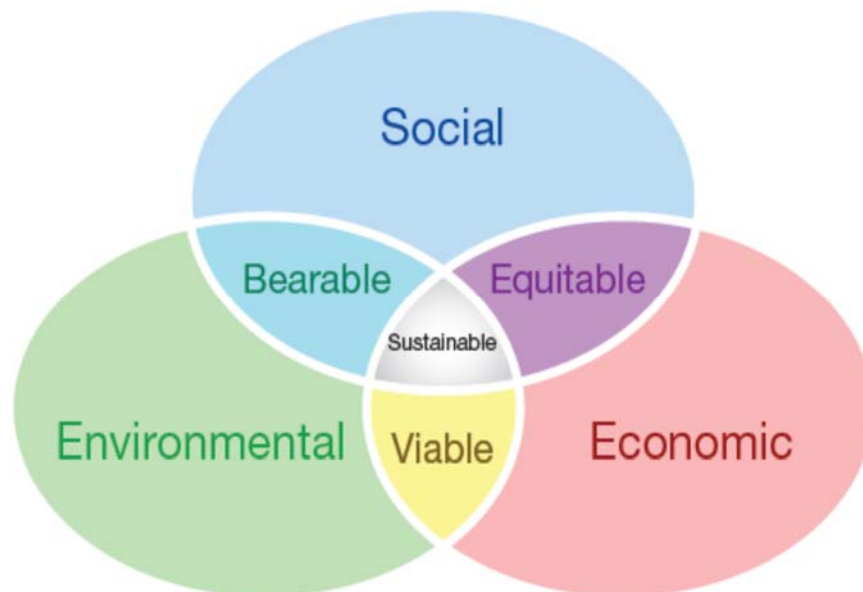 Social
Bearable
Equitable
Sustainable
Environmental
Viable
Economic